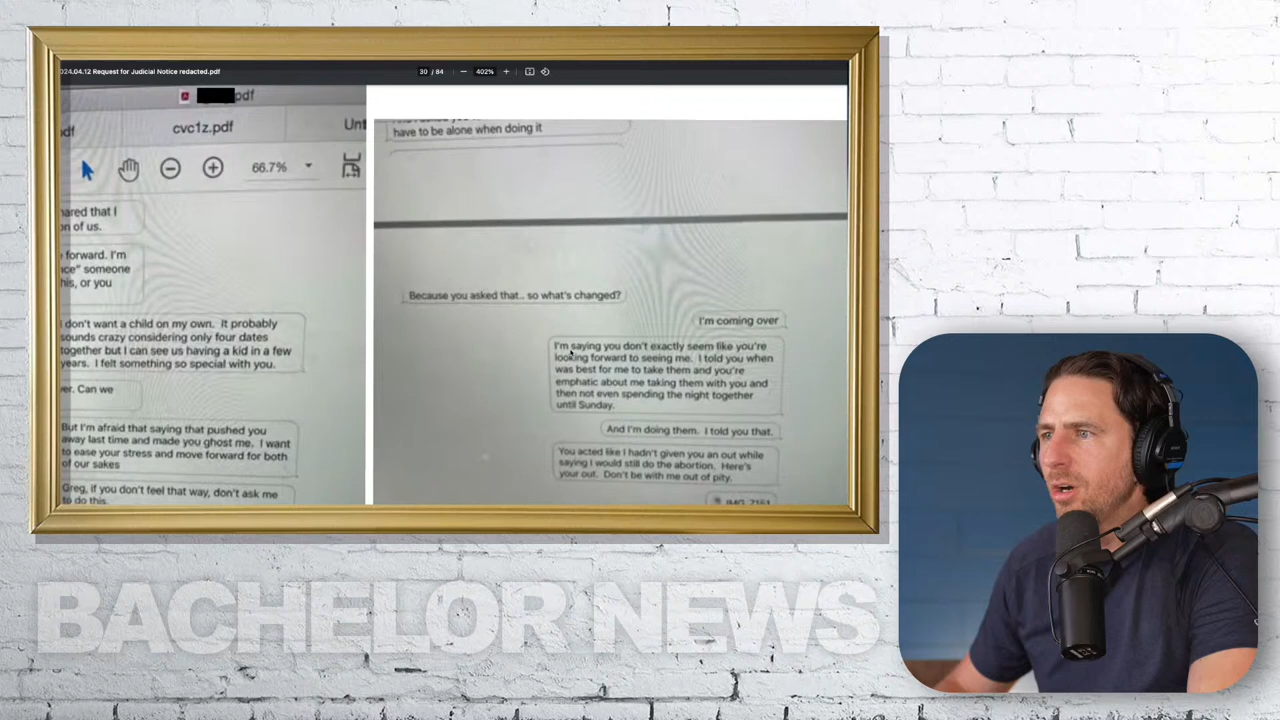 024.04.12 Request for Judicial Notice redacted.pdf
30 / 84
402%
pdf
df
cvc1z.pdf
Unt
66.7%
hared that I
on of us.
forward. I'm
nce" someone
his, or you
I don't want a child on my own. It probably
sounds crazy considering only four dates
together but I can see us having a kid in a few
years. I felt something so special with you.
er. Can we
But I'm afraid that saying that pushed you
away last time and made you ghost me. I want
to ease your stress and move forward for both
of our sakes
Greg, if you don't feel that way, don't ask me
to do this.
have to be alone when doing it
Because you asked that.. so what's changed?
I'm coming over
I'm saying you don't exactly seem like you're
looking forward to seeing me. I told you when
was best for me to take them and you're
emphatic about me taking them with you and
then not even spending the night together
until Sunday.
And I'm doing them. I told you that.
You acted like I hadn't given you an out while
saying I would still do the abortion. Here's
your out. Don't be with me out of pity.
IMG_7151
BACHELOR NEWS